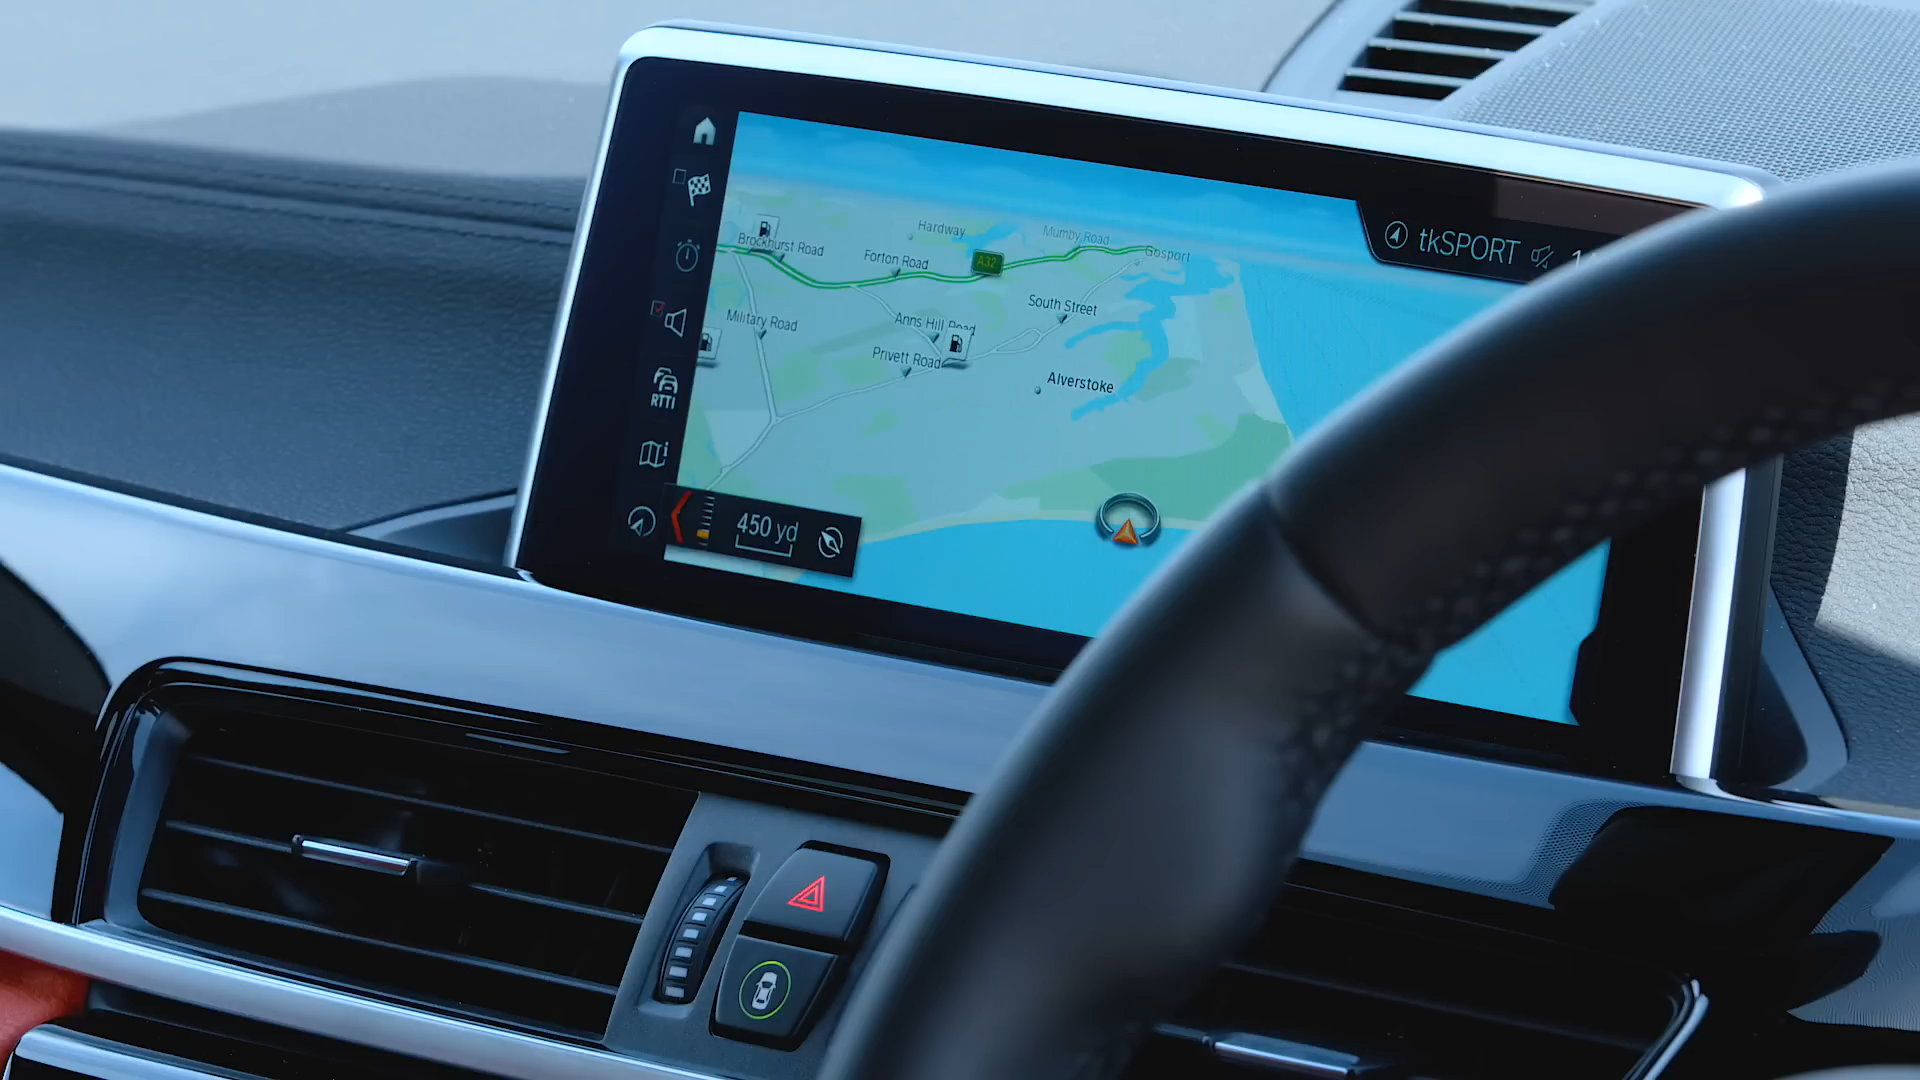 tkSPORT
Hardway
Mumby Road
Gosport
Brockhurst Road
Forton Road
A32
South Street
Military Road
Anns Hill Road
Privett Road
Alverstoke
RTTI
i
450 yd